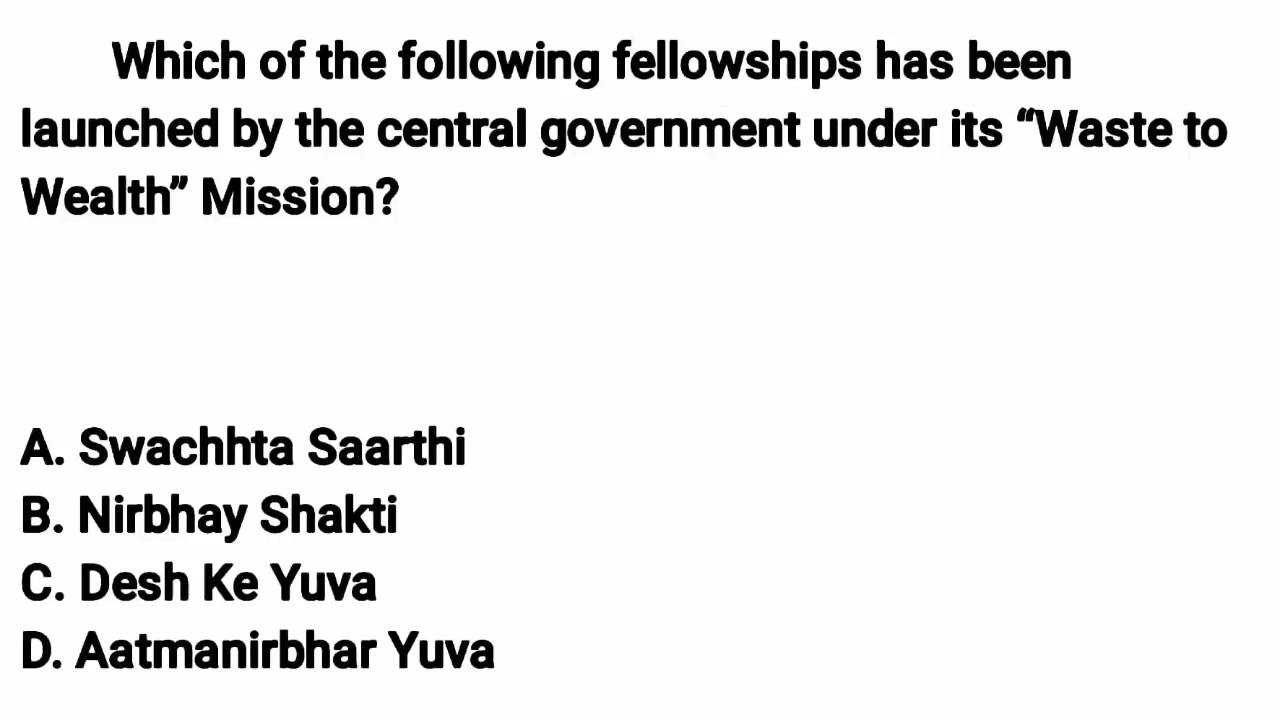 Which of the following fellowships has been
launched by the central government under its “Waste to
Wealth” Mission?
A. Swachhta Saarthi
B. Nirbhay Shakti
C. Desh Ke Yuva
D. Aatmanirbhar Yuva